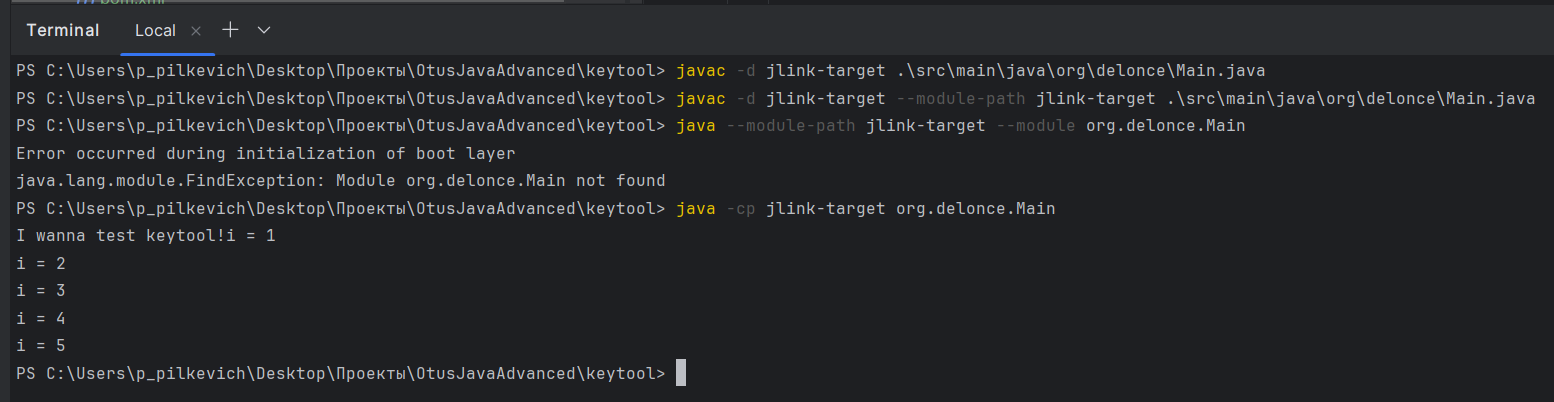 pom.xml
Terminal Local
PS C:\Users\p_pilkevich\Desktop\Проекты\OtusJavaAdvanced\keytool> javac -d jlink-target .\src\main\java\org\delonce\Main.java
PS C:\Users\p_pilkevich\Desktop\Проекты\OtusJavaAdvanced\keytool> javac -d jlink-target --module-path jlink-target .\src\main\java\org\delonce\Main.java
PS C:\Users\p_pilkevich\Desktop\Проекты\OtusJavaAdvanced\keytool> java --module-path jlink-target --module org.delonce.Main
Error occurred during initialization of boot layer
java.lang.module.FindException: Module org.delonce.Main not found
PS C:\Users\p_pilkevich\Desktop\Проекты\OtusJavaAdvanced\keytool> java -cp jlink-target org.delonce.Main
I wanna test keytool!i = 1
i = 2
i = 3
i = 4
i = 5
PS C:\Users\p_pilkevich\Desktop\Проекты\OtusJavaAdvanced\keytool>